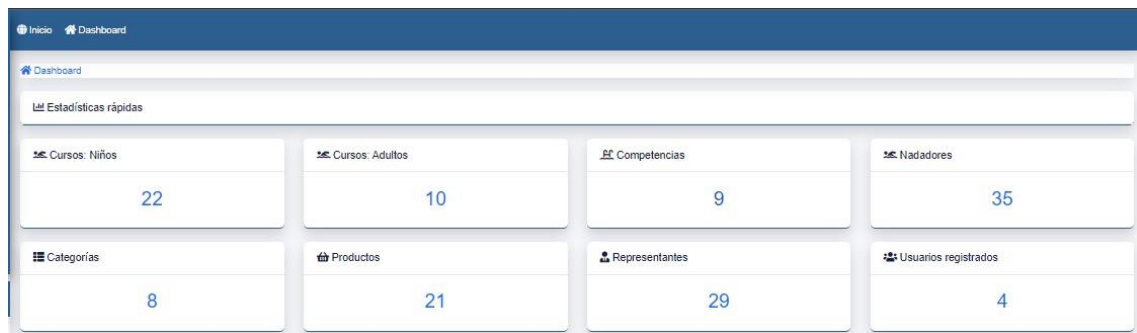 Inicio Dashboard
Dashboard
Estadísticas rápidas
Cursos: Niños Cursos: Adultos Competencias Nadadores
22 10 9 35
Categorías Productos Representantes Usuarios registrados
8 21 29 4